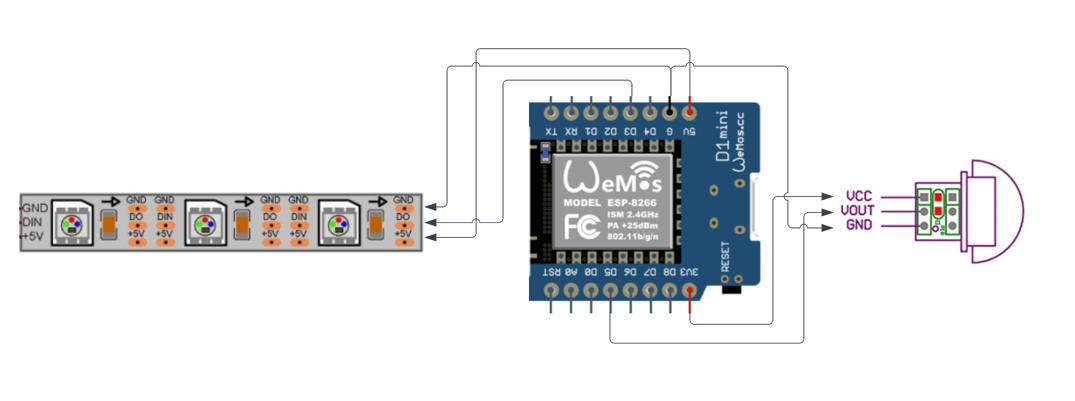 GND
DIN
+5V
GND GND
DO DIN
+5V +5V
GND GND
DO DIN
+5V +5V
GND
DO
+5V
TX RX D1 D2 D3 D4 G 5V
D1 mini
WeMos.cc
WeMos
MODEL ESP-8266
ISM 2.4GHz
PA +25dBm
802.11b/g/n
FC
RST A0 D0 D5 D6 D7 D8 3V3
RESET
VCC
VOUT
GND